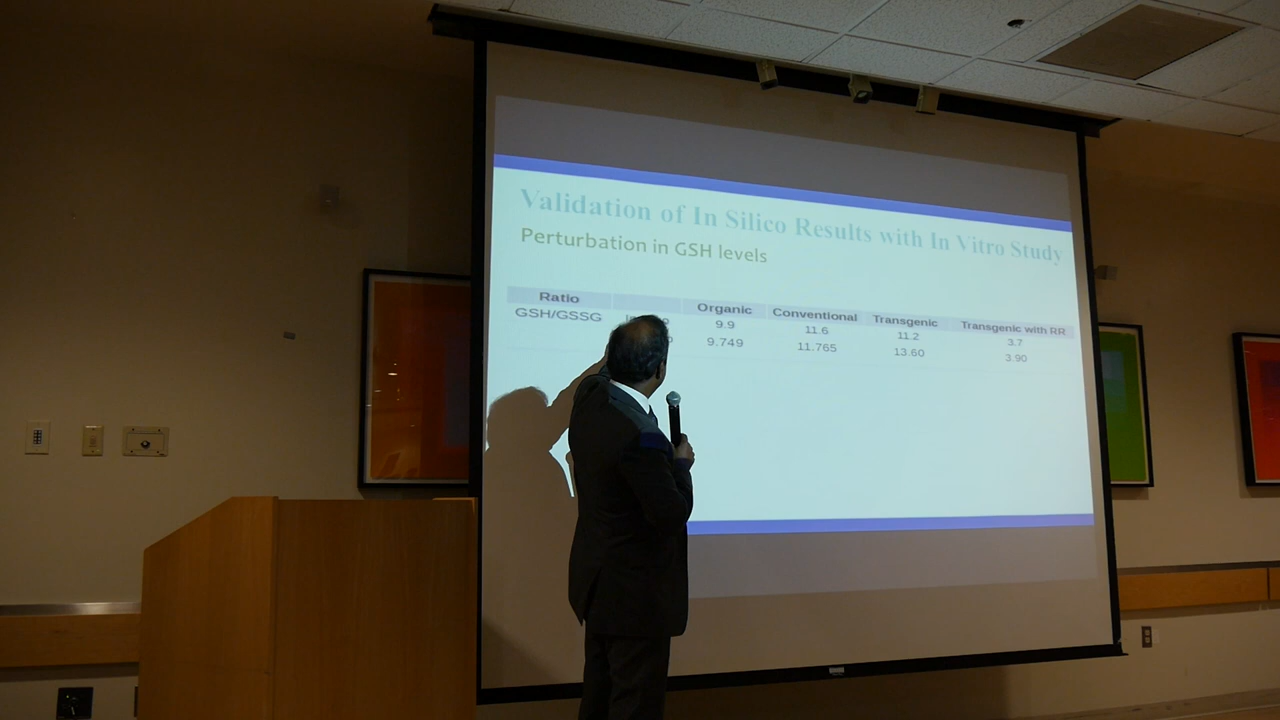 Validation of In Silico Results with In Vitro Study
Perturbation in GSH levels
Ratio Organic Conventional Transgenic Transgenic with RR
GSH/GSSG 9.9 11.6 11.2 3.7
9.749 11.765 13.60 3.90